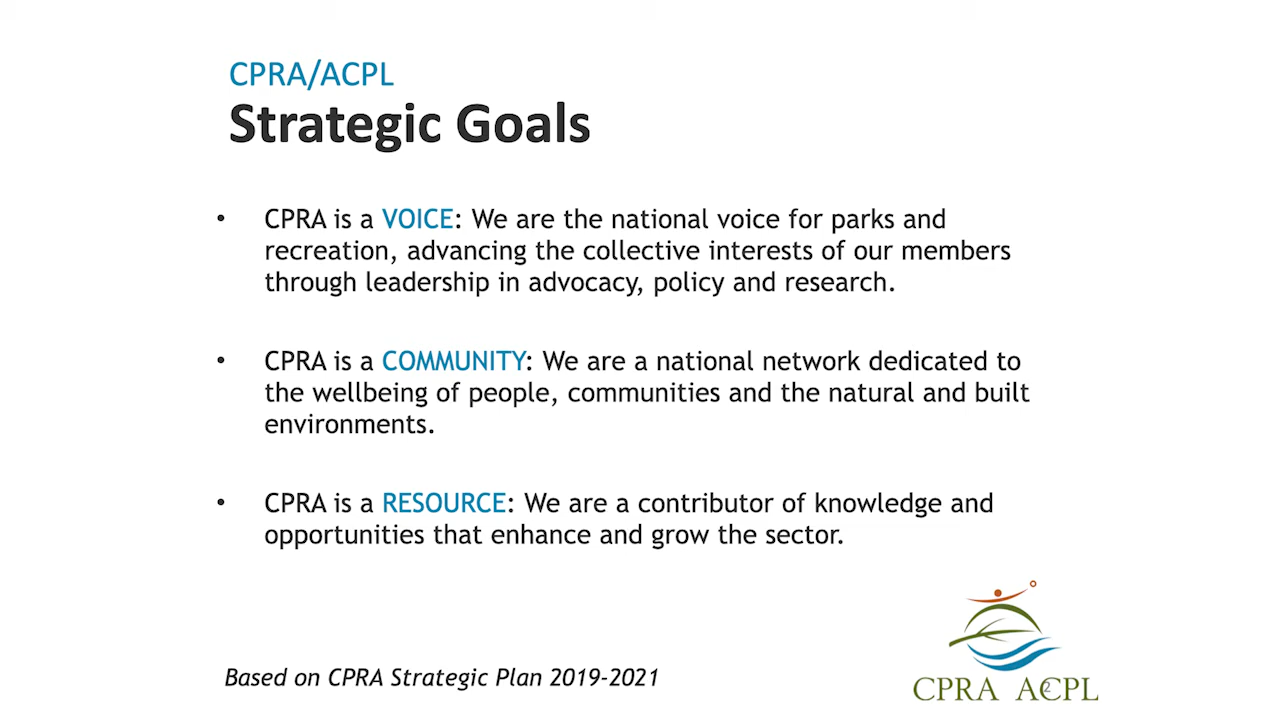 CPRA/ACPL
Strategic Goals
• CPRA is a VOICE: We are the national voice for parks and
recreation, advancing the collective interests of our members
through leadership in advocacy, policy and research.
• CPRA is a COMMUNITY: We are a national network dedicated to
the wellbeing of people, communities and the natural and built
environments.
• CPRA is a RESOURCE: We are a contributor of knowledge and
opportunities that enhance and grow the sector.
Based on CPRA Strategic Plan 2019-2021
CPRA ACPL
2